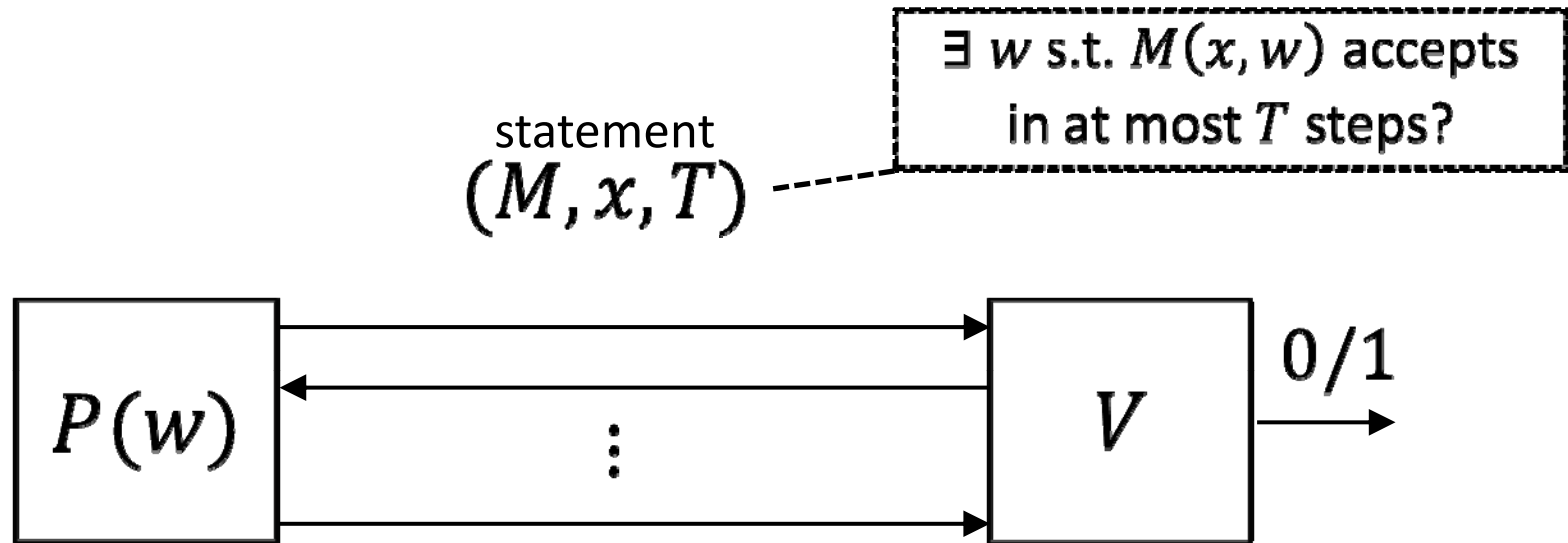 ∃ w s.t. M(x, w) accepts
in at most T steps?
statement
(M, x, T)
P(w)
⋮
V
0/1